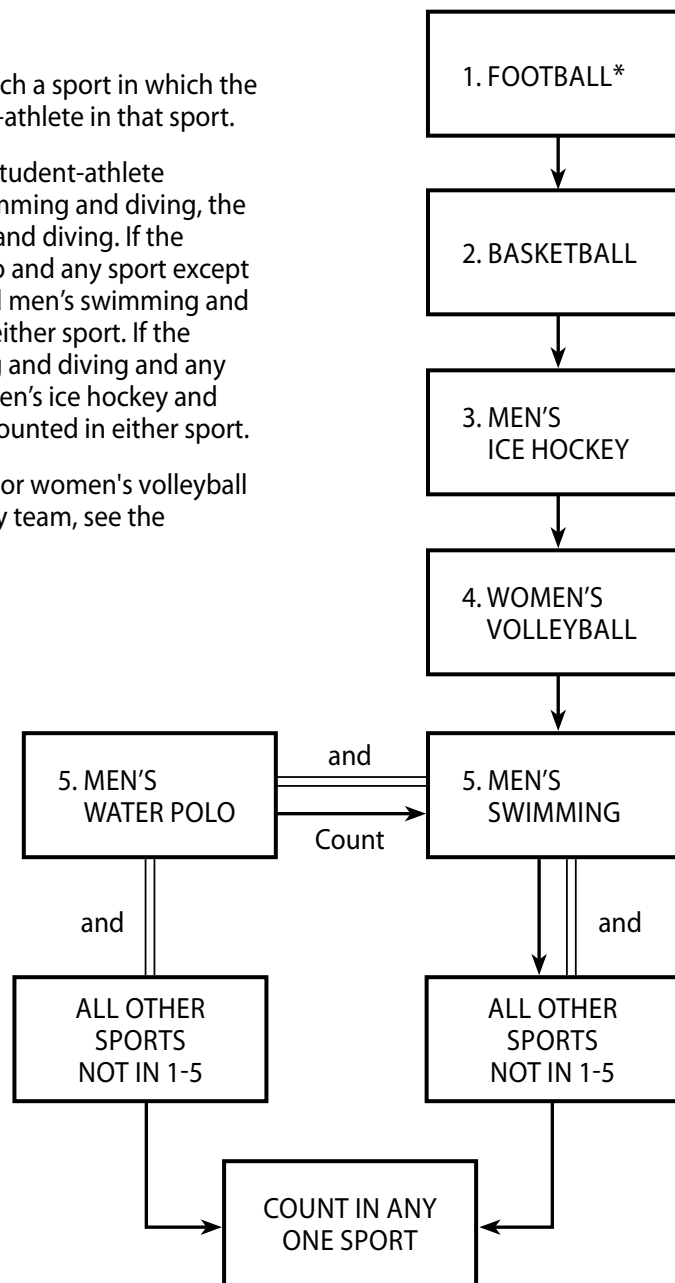 ch a sport in which the
-athlete in that sport.
tudent-athlete
mming and diving, the
and diving. If the
o and any sport except
d men’s swimming and
either sport. If the
g and diving and any
en’s ice hockey and
ounted in either sport.
or women's volleyball
y team, see the
1. FOOTBALL*
2. BASKETBALL
3. MEN’S
ICE HOCKEY
4. WOMEN’S
VOLLEYBALL
5. MEN’S
WATER POLO
and
Count
5. MEN’S
SWIMMING
and
and
ALL OTHER
SPORTS
NOT IN 1-5
ALL OTHER
SPORTS
NOT IN 1-5
COUNT IN ANY
ONE SPORT